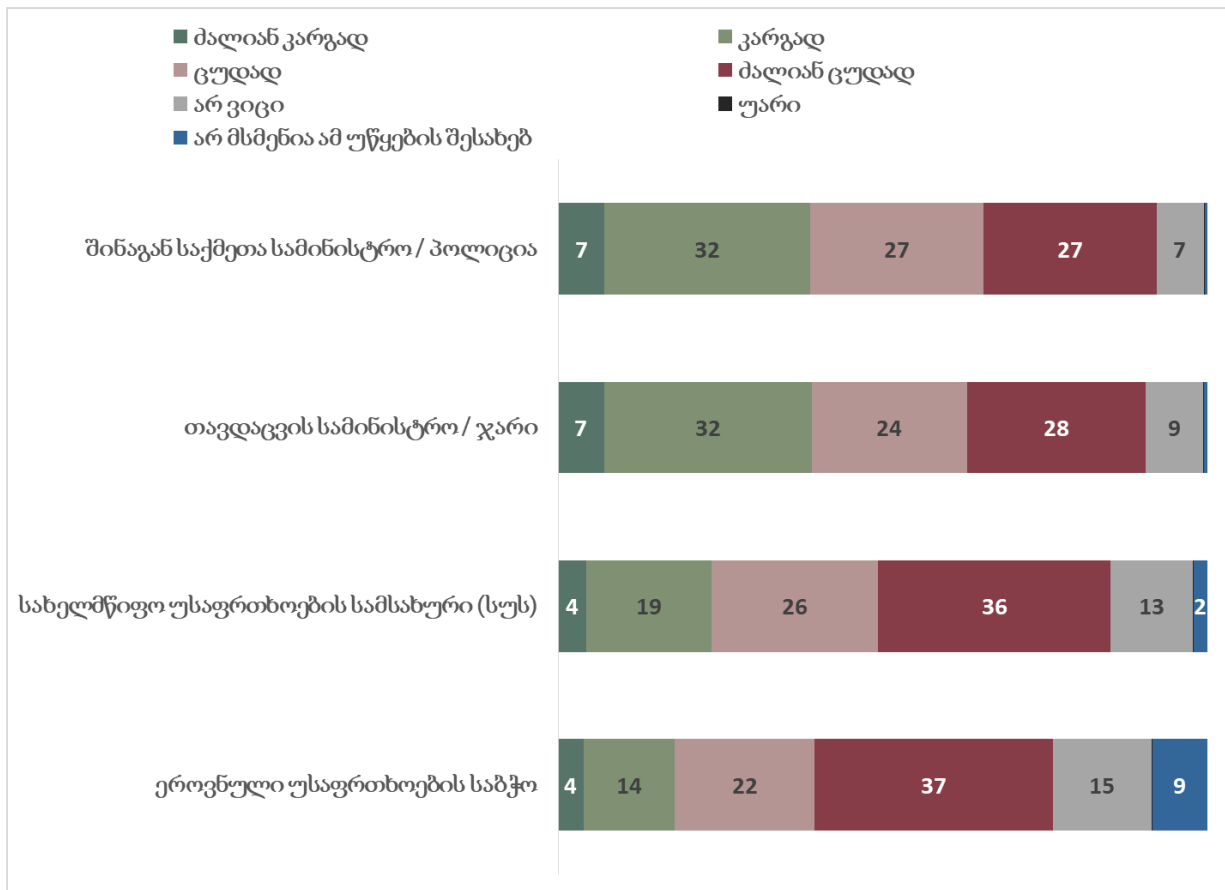 ძალიან კარგად
კარგად
ცუდად
ძალიან ცუდად
არ ვიცი
უარი
არ მსმენია ამ უწყების შესახებ
შინაგან საქმეთა სამინისტრო / პოლიცია
7 32 27 27 7
თავდაცვის სამინისტრო / ჯარი
7 32 24 28 9
სახელმწიფო უსაფრთხოების სამსახური (სუს)
4 19 26 36 13 2
ეროვნული უსაფრთხოების საბჭო
4 14 22 37 15 9